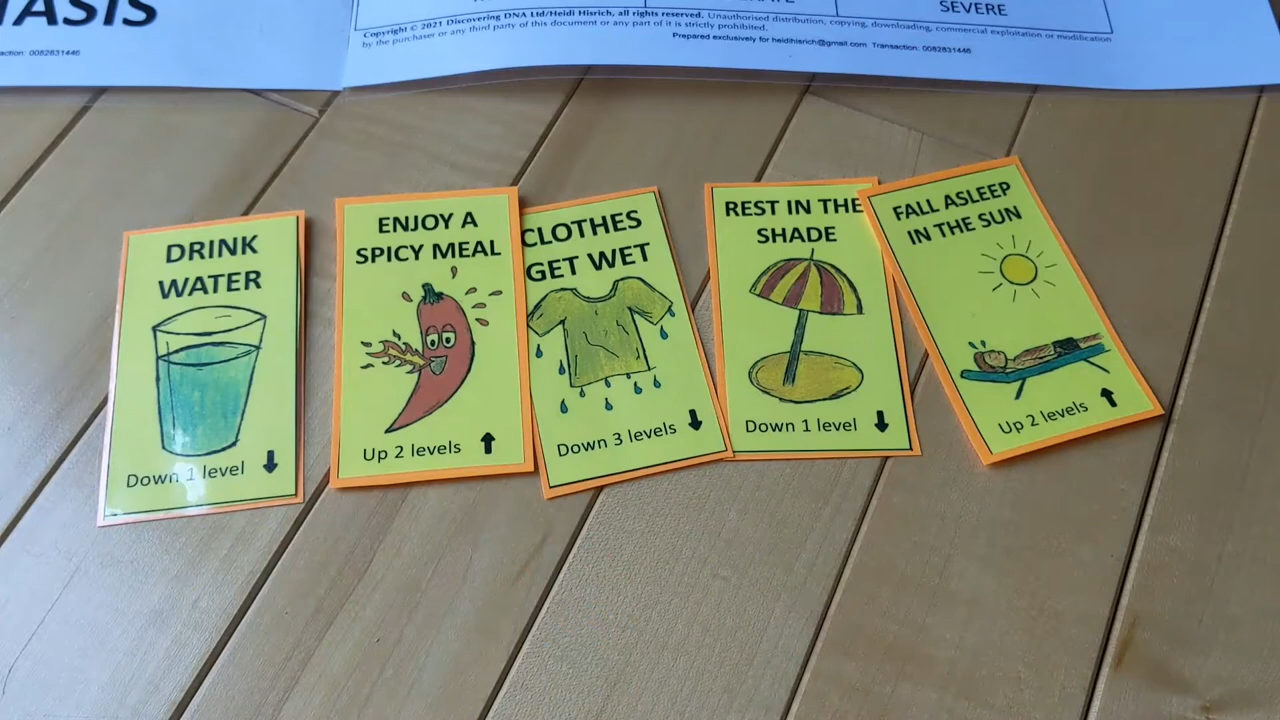 SEVERE
Copyright © 2021 Discovering DNA Ltd/Heidi Hisrich, all rights reserved. Unauthorised distribution, copying, downloading, commercial exploitation or modification
by the purchaser or any third party of this document or any part of it is strictly prohibited.
Prepared exclusively for heidihisrich@gmail.com Transaction: 0082831446
0082831446
DRINK
WATER
Down 1 level
ENJOY A
SPICY MEAL
Up 2 levels
CLOTHES
GET WET
Down 3 levels
REST IN THE
SHADE
Down 1 level
FALL ASLEEP
IN THE SUN
Up 2 levels